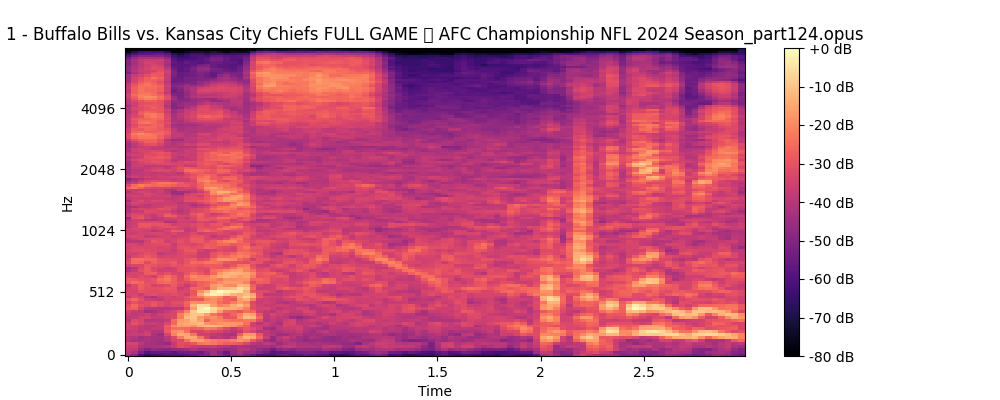 1 - Buffalo Bills vs. Kansas City Chiefs FULL GAME ▯ AFC Championship NFL 2024 Season_part124.opus
+0 dB
-10 dB
-20 dB
-30 dB
-40 dB
-50 dB
-60 dB
-70 dB
-80 dB
4096
2048
1024
512
0
Hz
0 0.5 1 1.5 2 2.5
Time